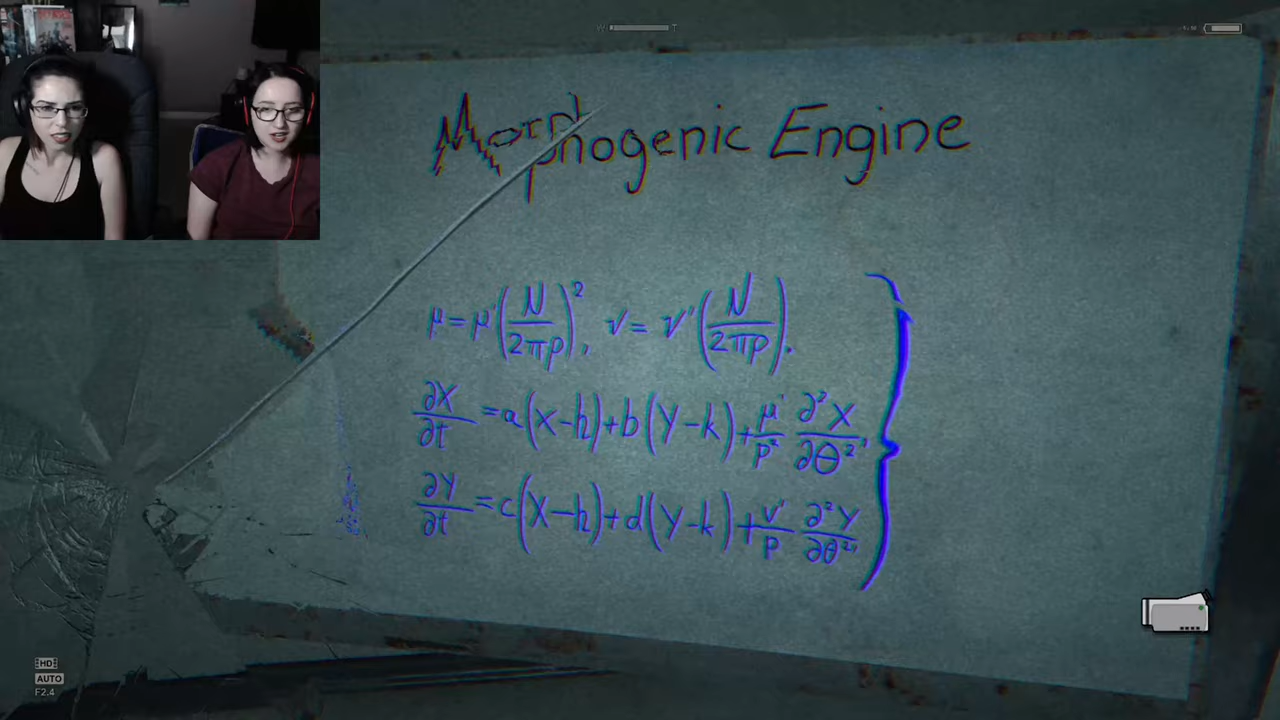 W T
Morphogenic Engine
μ=μ'(N/2πρ)², ν=ν'(N/2πρ).
∂X/∂t =a(X-h)+b(Y-k)+μ'/ρ² ∂²X/∂θ²,
∂Y/∂t =c(X-h)+d(Y-k)+ν'/ρ ∂²Y/∂θ²,
HD
AUTO
F2.4